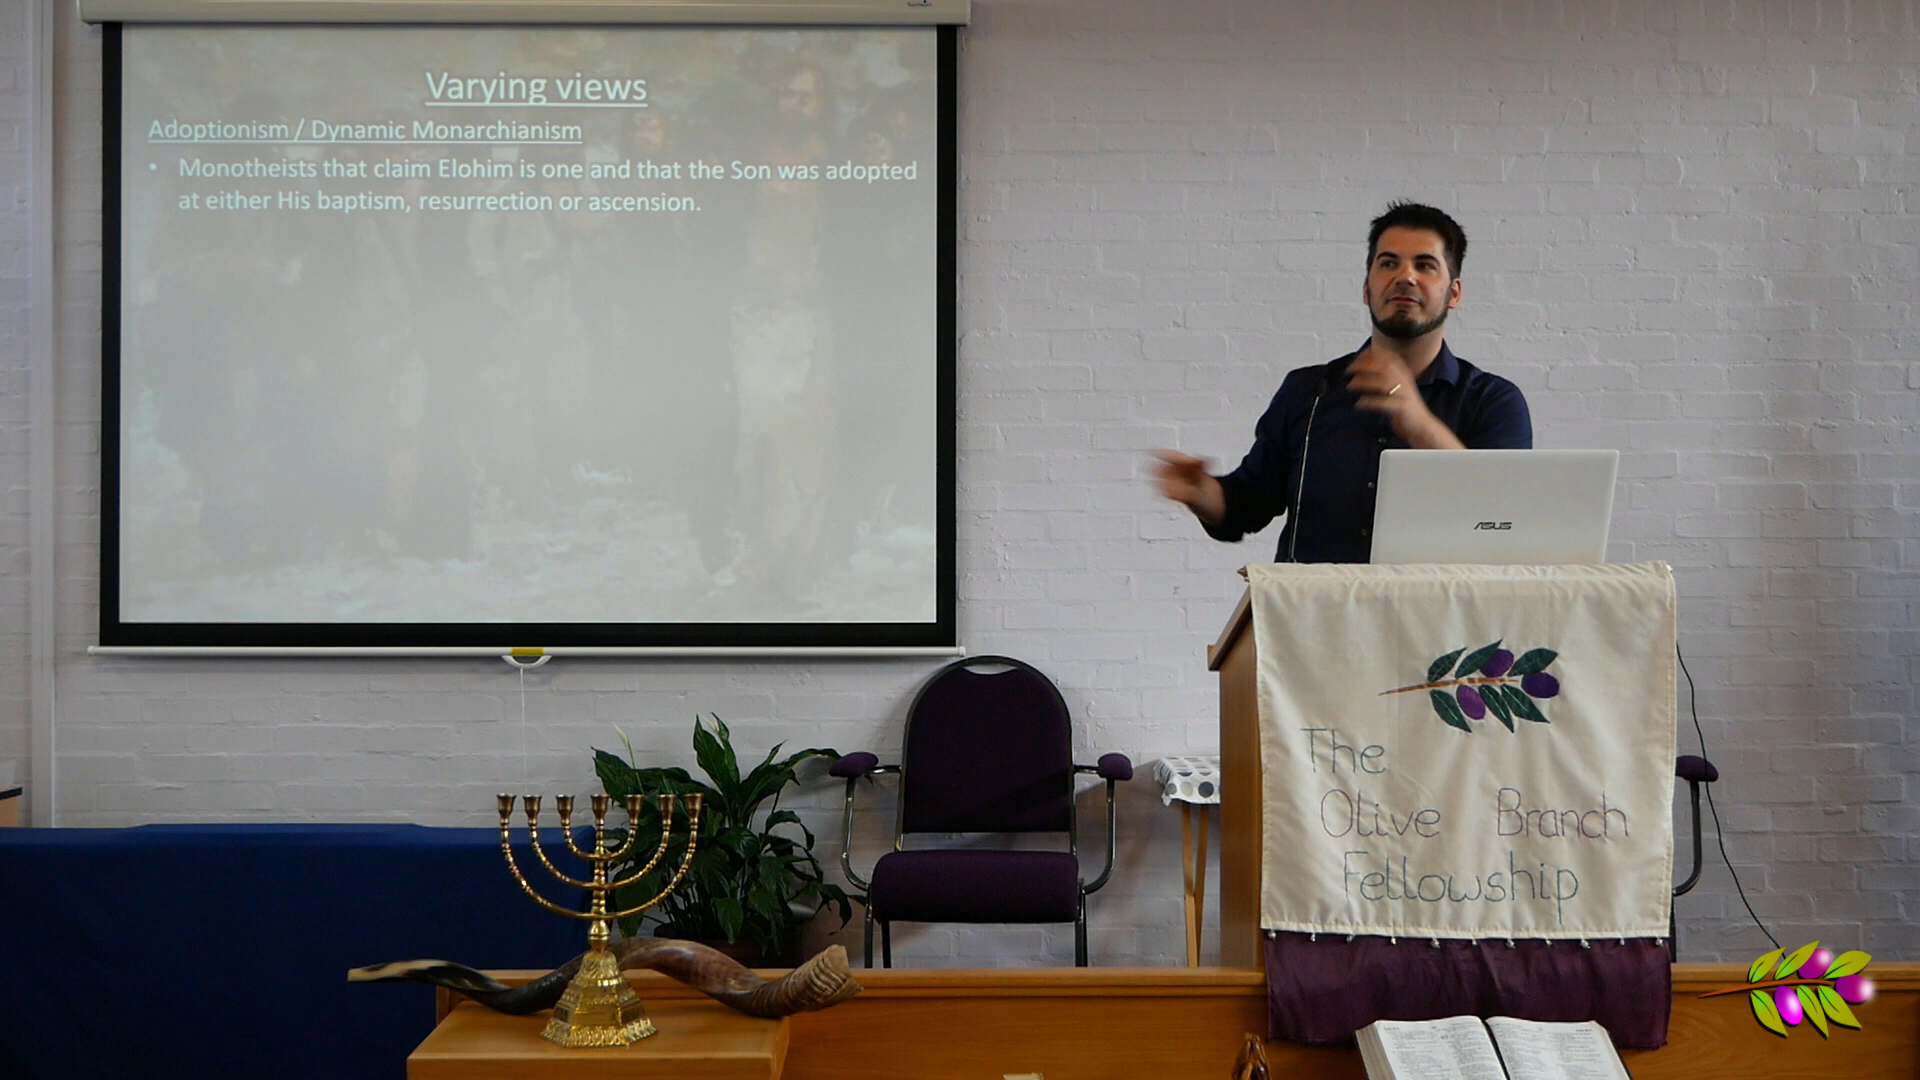 Varying views
Adoptionism / Dynamic Monarchianism
• Monotheists that claim Elohim is one and that the Son was adopted
at either His baptism, resurrection or ascension.
ASUS
The
Olive Branch
Fellowship